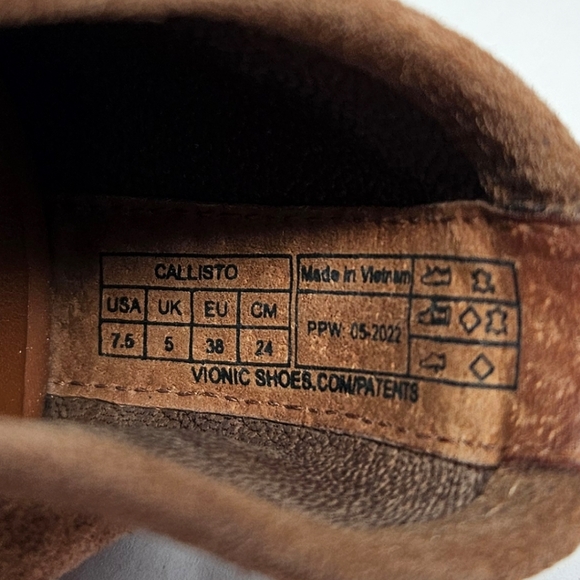 CALLISTO
USA UK EU CM
7.5 5 38 24
Made in Vietnam
PPW 05-2022
VIONIC SHOES.COM/PATENTS